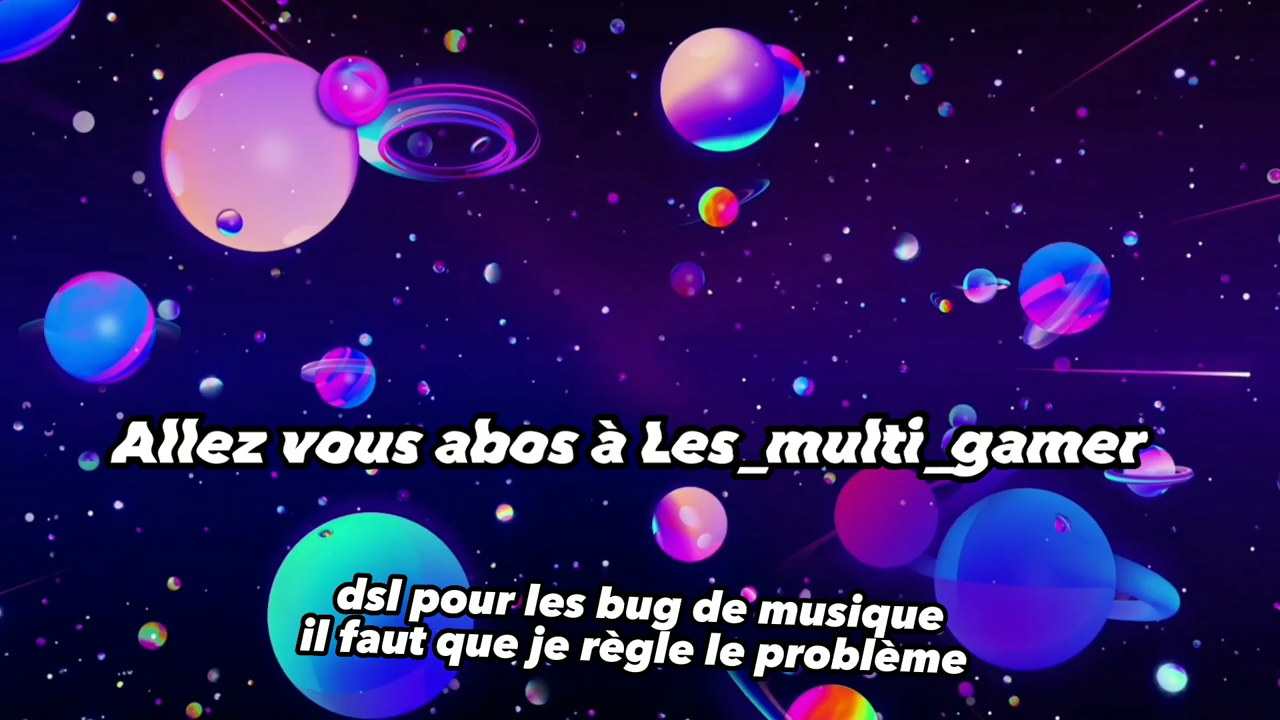 Allez vous abos à Les_multi_gamer
dsl pour les bug de musique
il faut que je règle le problème